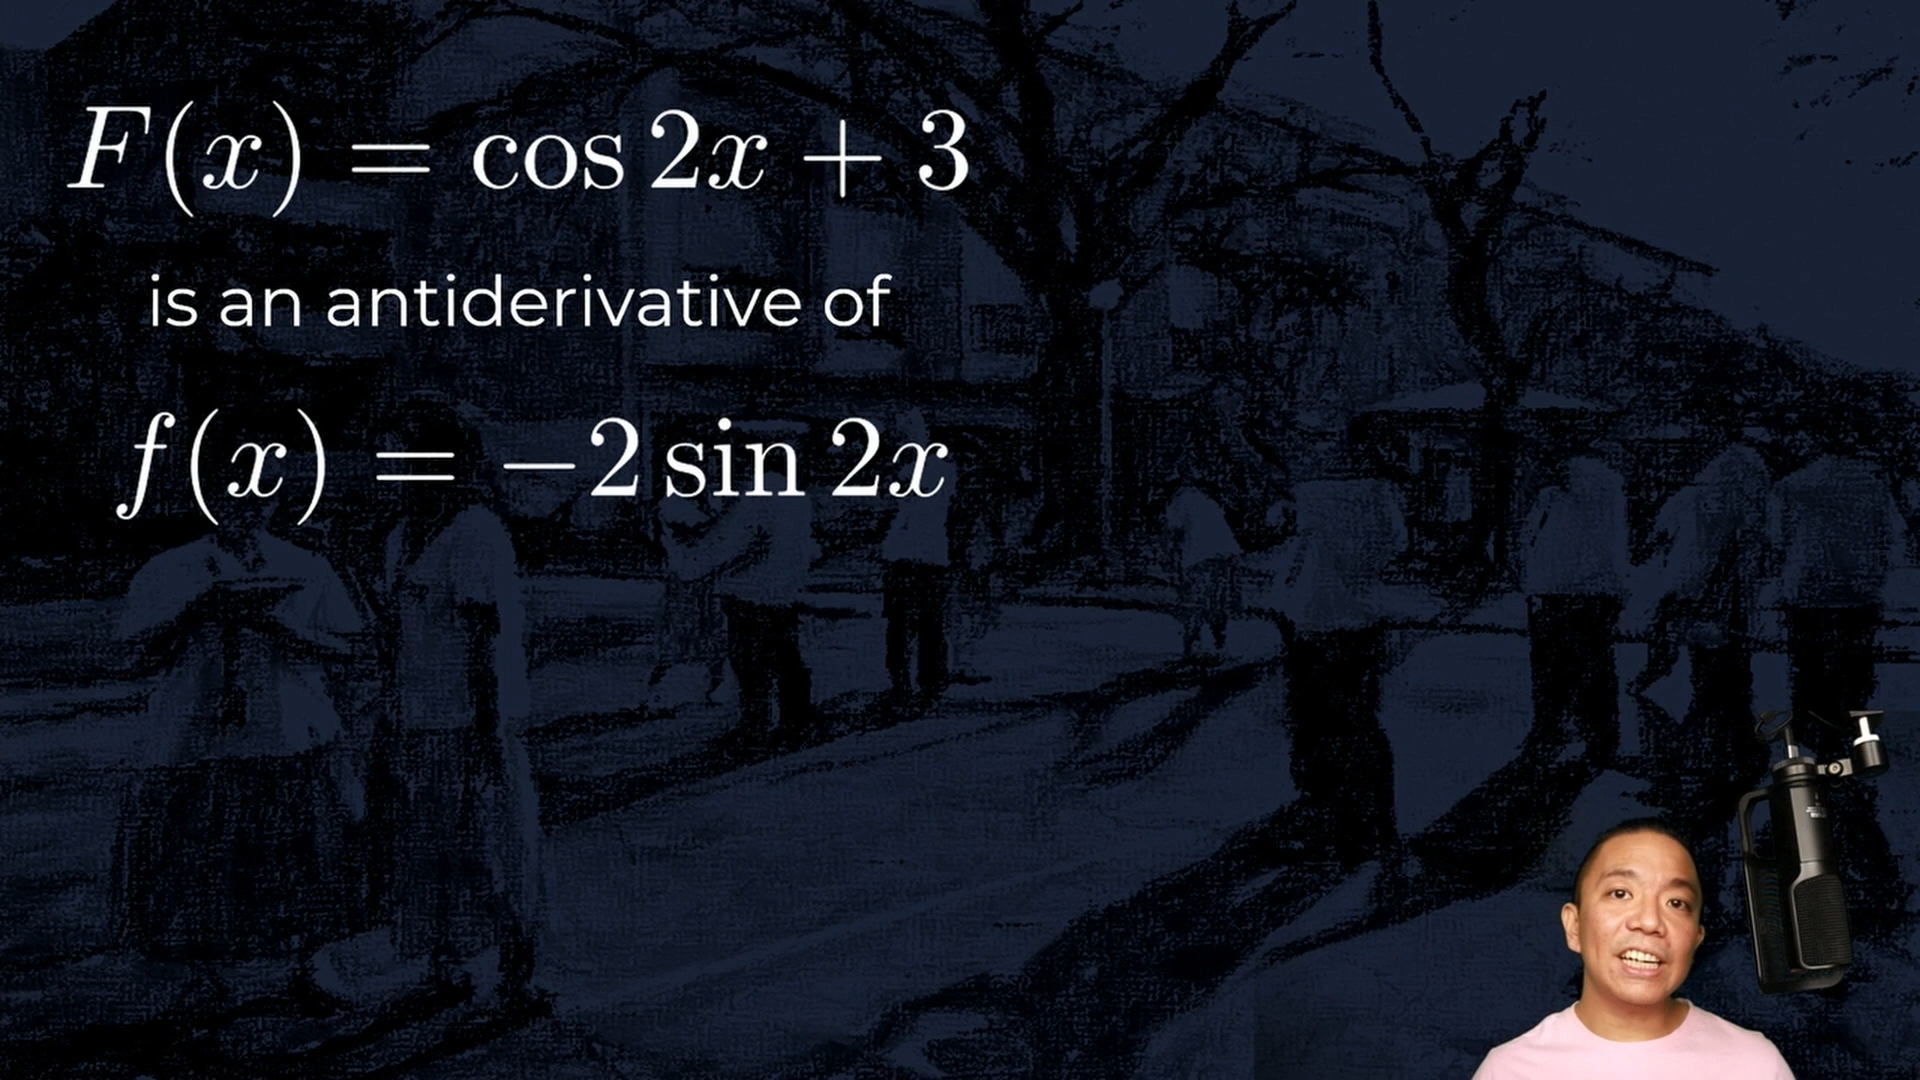 F(x) = cos 2x + 3
is an antiderivative of
f(x) = −2 sin 2x